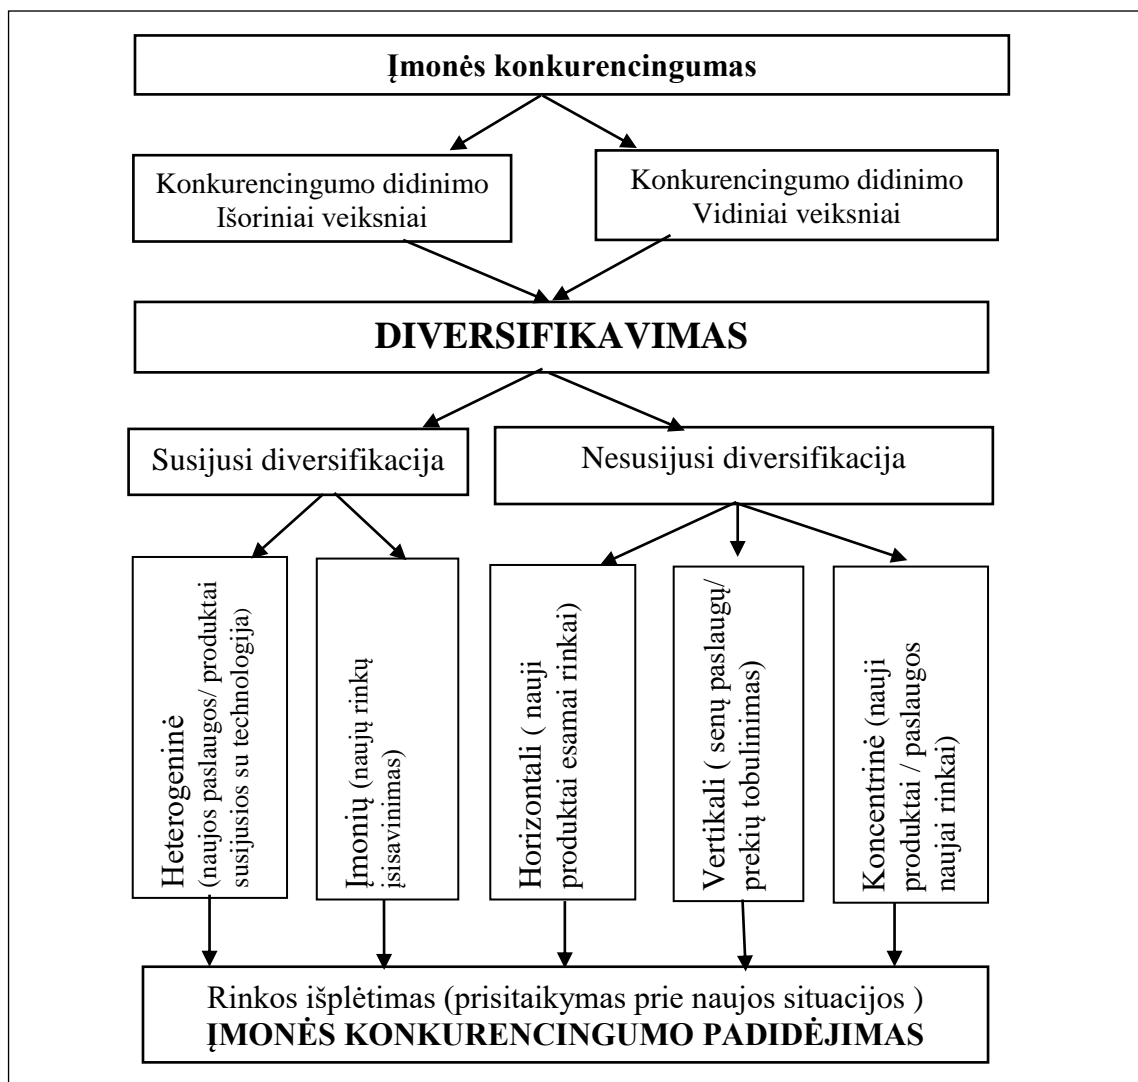 Įmonės konkurencingumas
Konkurencingumo didinimo
Išoriniai veiksniai
Konkurencingumo didinimo
Vidiniai veiksniai
DIVERSIFIKAVIMAS
Susijusi diversifikacija
Nesusijusi diversifikacija
Heterogeninė
(naujos paslaugos/ produktai
susijusios su technologija)
Įmonių (naujų rinkų
įsisavinimas)
Horizontali ( nauji
produktai esamai rinkai)
Vertikali ( senų paslaugų/
prekių tobulinimas)
Koncentrinė (nauji
produktai / paslaugos
naujai rinkai)
Rinkos išplėtimas (prisitaikymas prie naujos situacijos )
ĮMONĖS KONKURENCINGUMO PADIDĖJIMAS